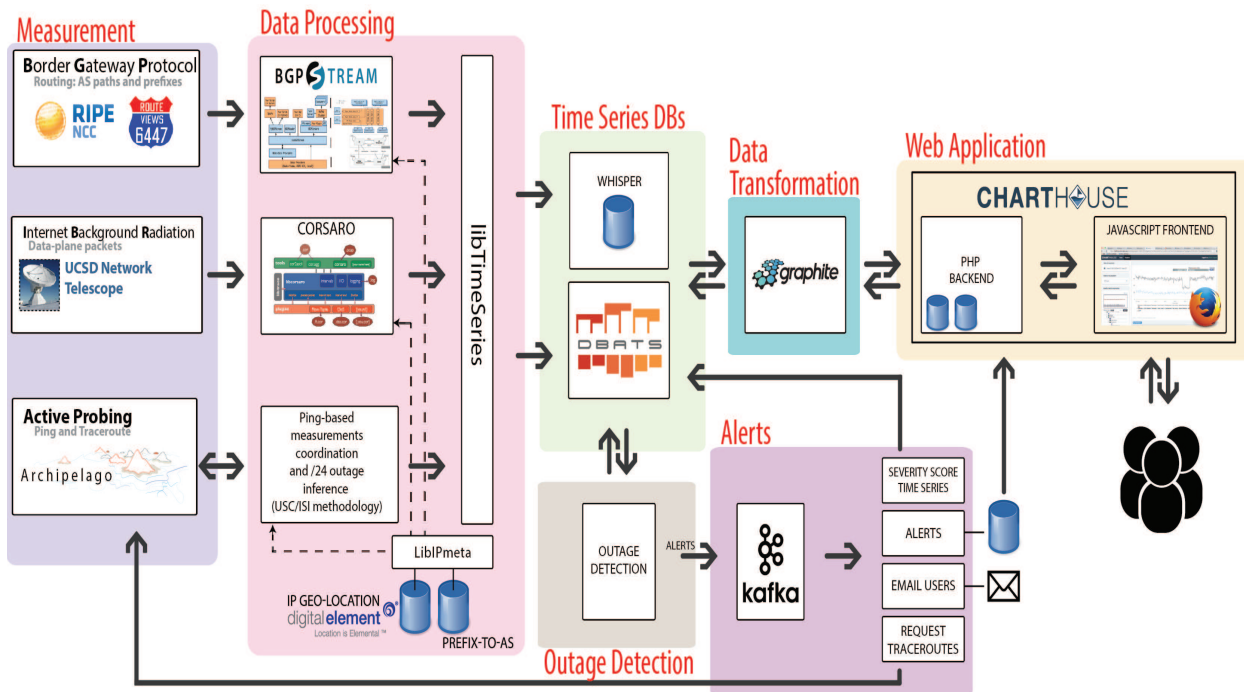 Measurement
Border Gateway Protocol
Routing: AS paths and prefixes
RIPE
NCC
ROUTE
VIEWS
6447
Internet Background Radiation
Data-plane packets
UCSD Network
Telescope
Active Probing
Ping and Traceroute
Archipelago
Data Processing
BGPSTREAM
CORSARO
Ping-based
measurements
coordination
and /24 outage
inference
(USC/ISI methodology)
libTimeSeries
LibIPmeta
IP GEO-LOCATION
digitalelement
Location is Elemental ™
PREFIX-TO-AS
Time Series DBs
WHISPER
DBATS
Data
Transformation
graphite
Web Application
CHARTHOUSE
PHP
BACKEND
JAVASCRIPT FRONTEND
OUTAGE
DETECTION
Outage Detection
ALERTS
Alerts
kafka
SEVERITY SCORE
TIME SERIES
ALERTS
EMAIL USERS
REQUEST
TRACEROUTES